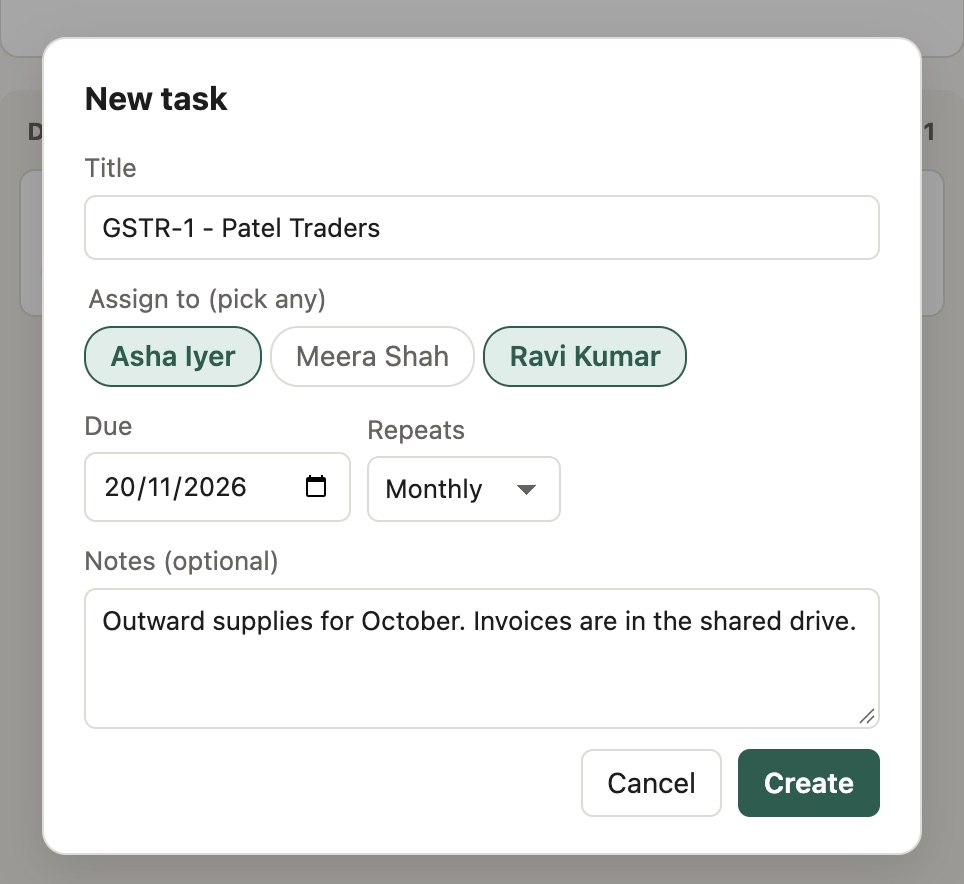 New task
Title
GSTR-1 - Patel Traders
Assign to (pick any)
Asha Iyer Meera Shah Ravi Kumar
Due Repeats
20/11/2026 Monthly
Notes (optional)
Outward supplies for October. Invoices are in the shared drive.
Cancel Create